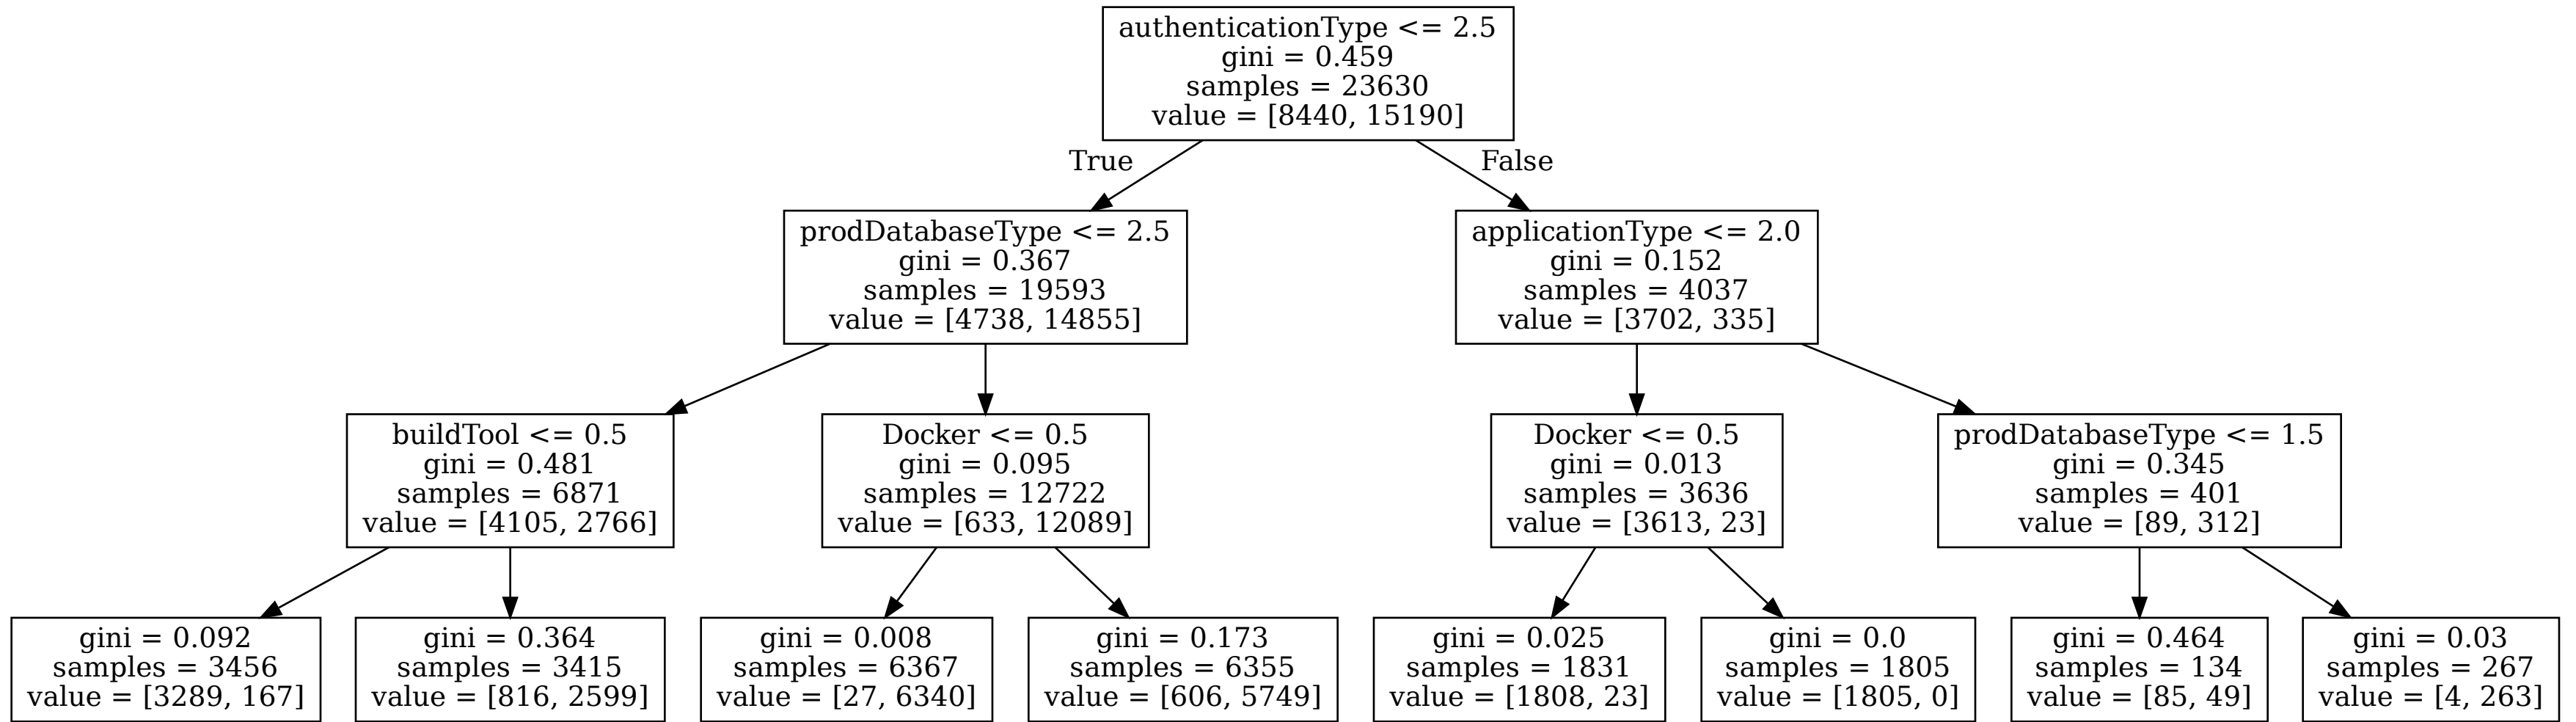 authenticationType <= 2.5
gini = 0.459
samples = 23630
value = [8440, 15190]
True
False
prodDatabaseType <= 2.5
gini = 0.367
samples = 19593
value = [4738, 14855]
applicationType <= 2.0
gini = 0.152
samples = 4037
value = [3702, 335]
buildTool <= 0.5
gini = 0.481
samples = 6871
value = [4105, 2766]
Docker <= 0.5
gini = 0.095
samples = 12722
value = [633, 12089]
Docker <= 0.5
gini = 0.013
samples = 3636
value = [3613, 23]
prodDatabaseType <= 1.5
gini = 0.345
samples = 401
value = [89, 312]
gini = 0.092
samples = 3456
value = [3289, 167]
gini = 0.364
samples = 3415
value = [816, 2599]
gini = 0.008
samples = 6367
value = [27, 6340]
gini = 0.173
samples = 6355
value = [606, 5749]
gini = 0.025
samples = 1831
value = [1808, 23]
gini = 0.0
samples = 1805
value = [1805, 0]
gini = 0.464
samples = 134
value = [85, 49]
gini = 0.03
samples = 267
value = [4, 263]